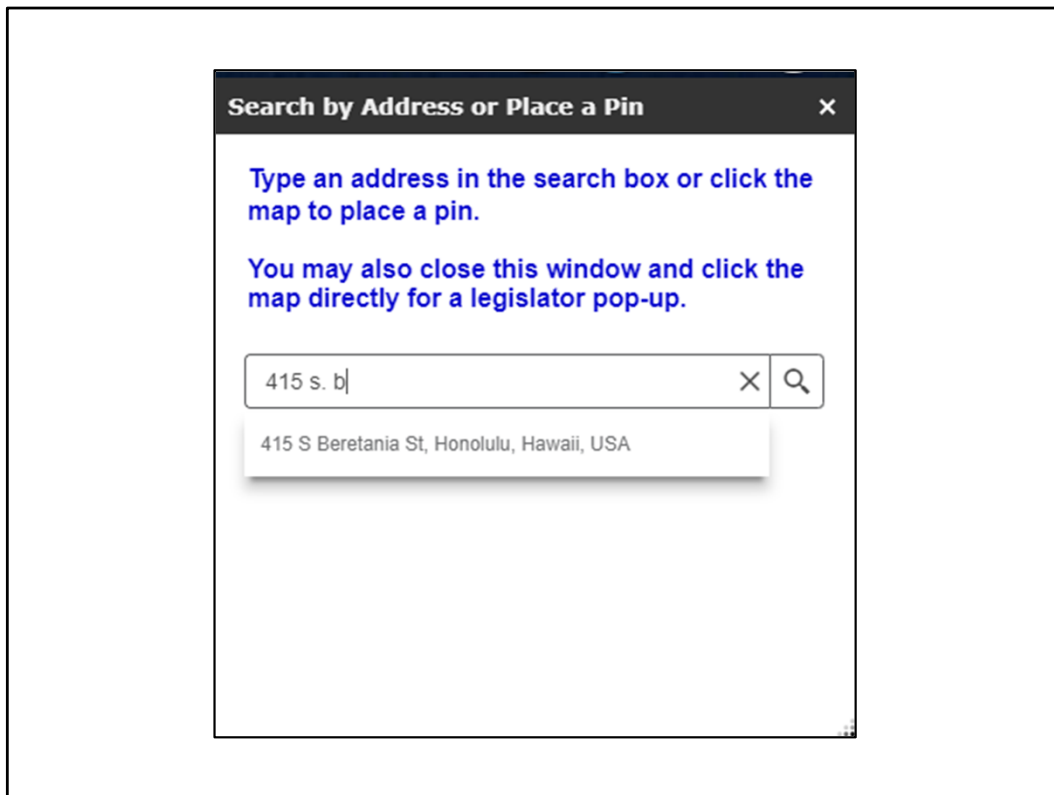 Search by Address or Place a Pin
Type an address in the search box or click the
map to place a pin.
You may also close this window and click the
map directly for a legislator pop-up.
415 s. b
415 S Beretania St, Honolulu, Hawaii, USA